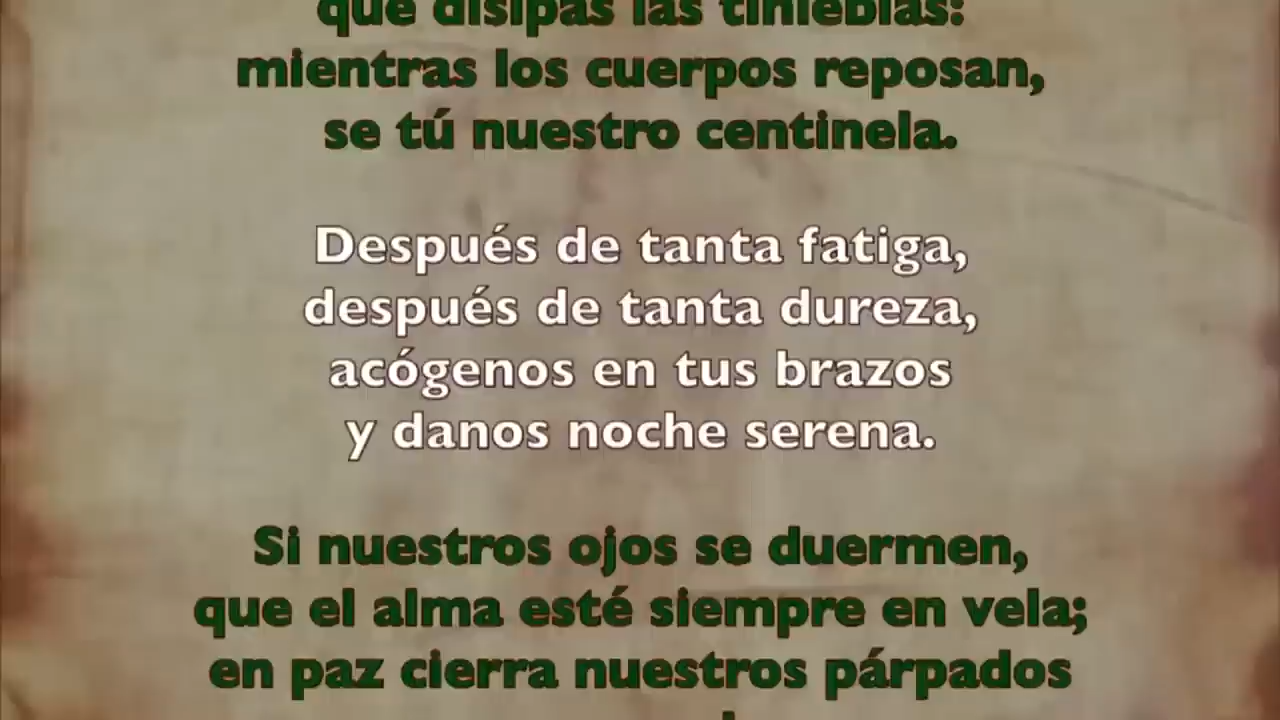 que disipas las tinieblas:
mientras los cuerpos reposan,
se tú nuestro centinela.
Después de tanta fatiga,
después de tanta dureza,
acógenos en tus brazos
y danos noche serena.
Si nuestros ojos se duermen,
que el alma esté siempre en vela;
en paz cierra nuestros párpados